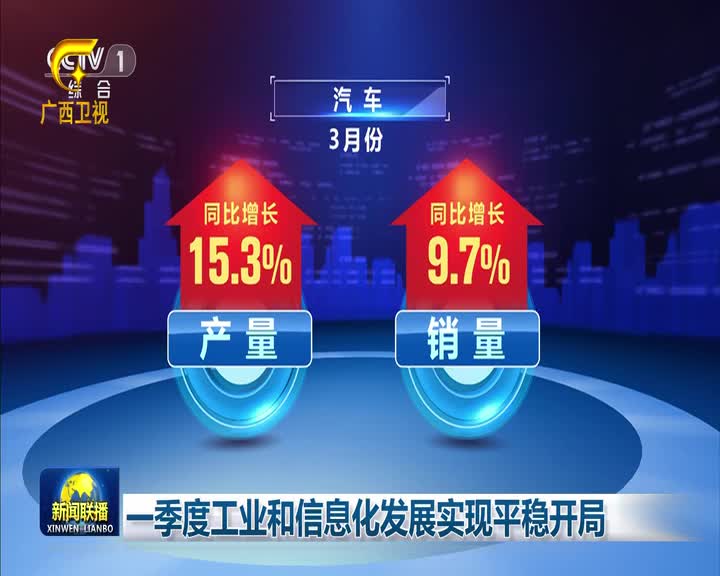 CCTV 1
综合
广西卫视
汽车
3月份
同比增长
15.3%
产量
同比增长
9.7%
销量
新闻联播
XINWEN LIANBO
一季度工业和信息化发展实现平稳开局